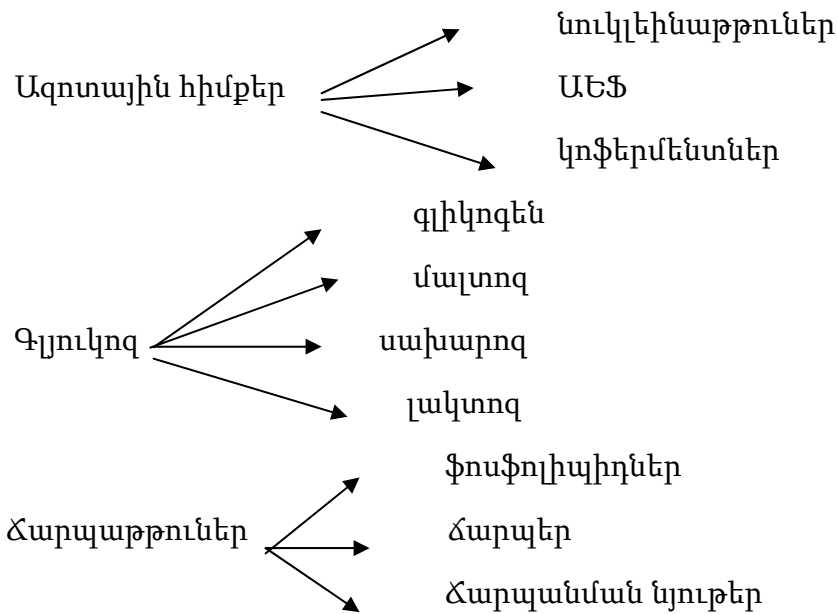 նուկլեինաթթուներ
Ազոտային հիմքեր
ԱԵՖ
կոֆերմենտներ
գլիկոգեն
մալտոզ
Գլյուկոզ
սախարոզ
լակտոզ
ֆոսֆոլիպիդներ
Ճարպաթթուներ
ճարպեր
Ճարպանման նյութեր